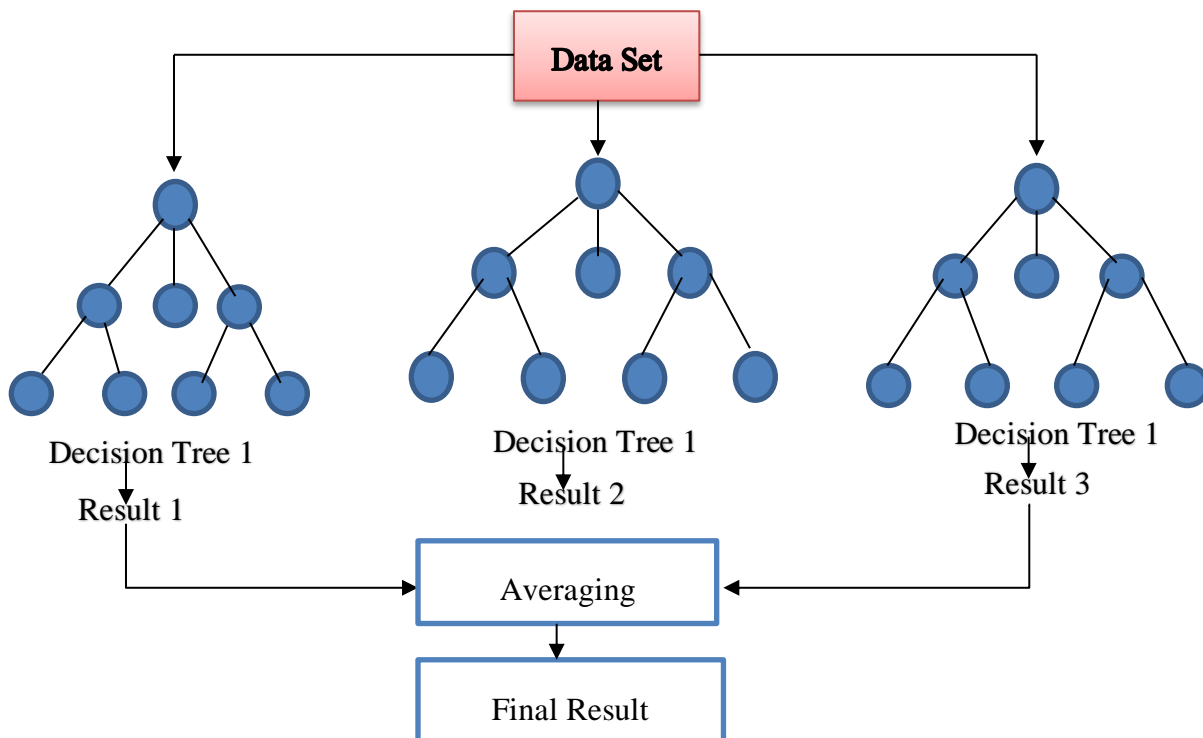 Data Set
Decision Tree 1
Decision Tree 1
Decision Tree 1
Result 1
Result 2
Result 3
Averaging
Final Result